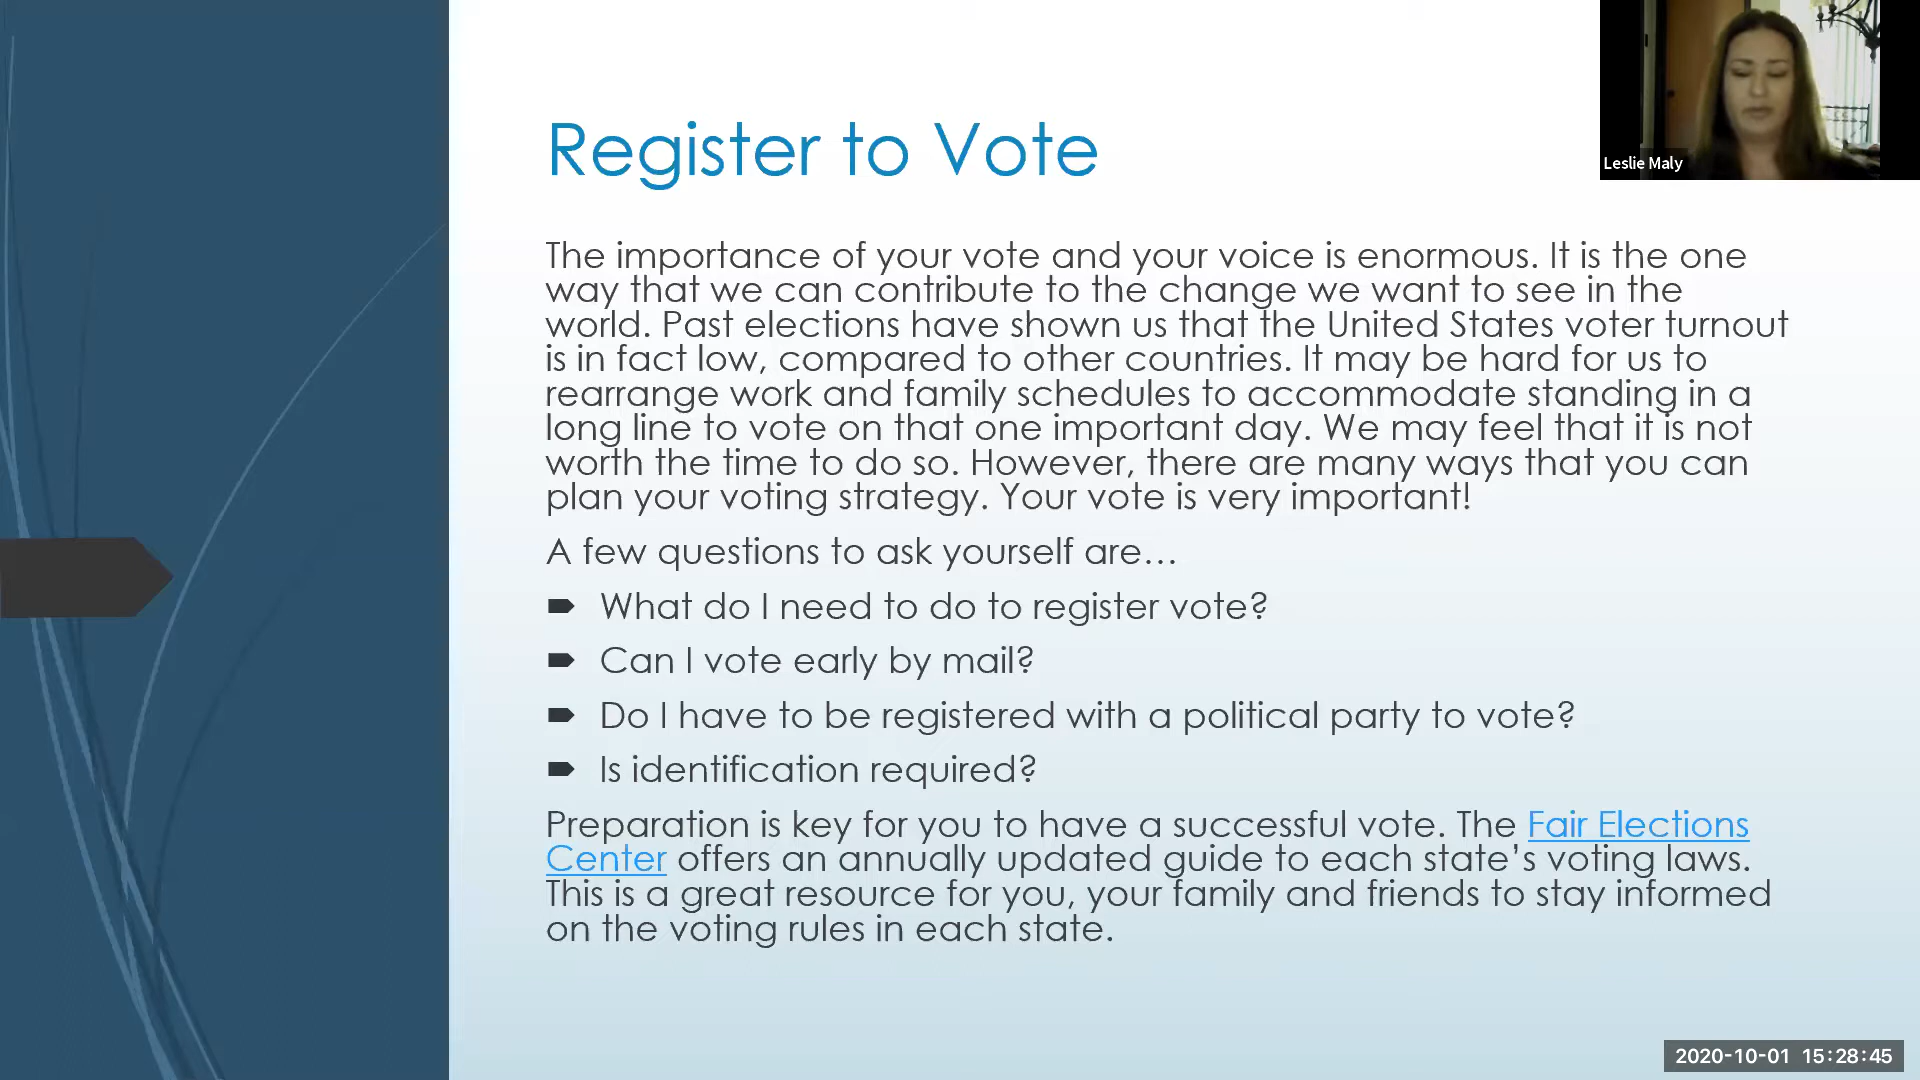 Register to Vote
Leslie Maly
The importance of your vote and your voice is enormous. It is the one
way that we can contribute to the change we want to see in the
world. Past elections have shown us that the United States voter turnout
is in fact low, compared to other countries. It may be hard for us to
rearrange work and family schedules to accommodate standing in a
long line to vote on that one important day. We may feel that it is not
worth the time to do so. However, there are many ways that you can
plan your voting strategy. Your vote is very important!
A few questions to ask yourself are…
What do I need to do to register vote?
Can I vote early by mail?
Do I have to be registered with a political party to vote?
Is identification required?
Preparation is key for you to have a successful vote. The Fair Elections
Center offers an annually updated guide to each state’s voting laws.
This is a great resource for you, your family and friends to stay informed
on the voting rules in each state.
2020-10-01 15:28:45